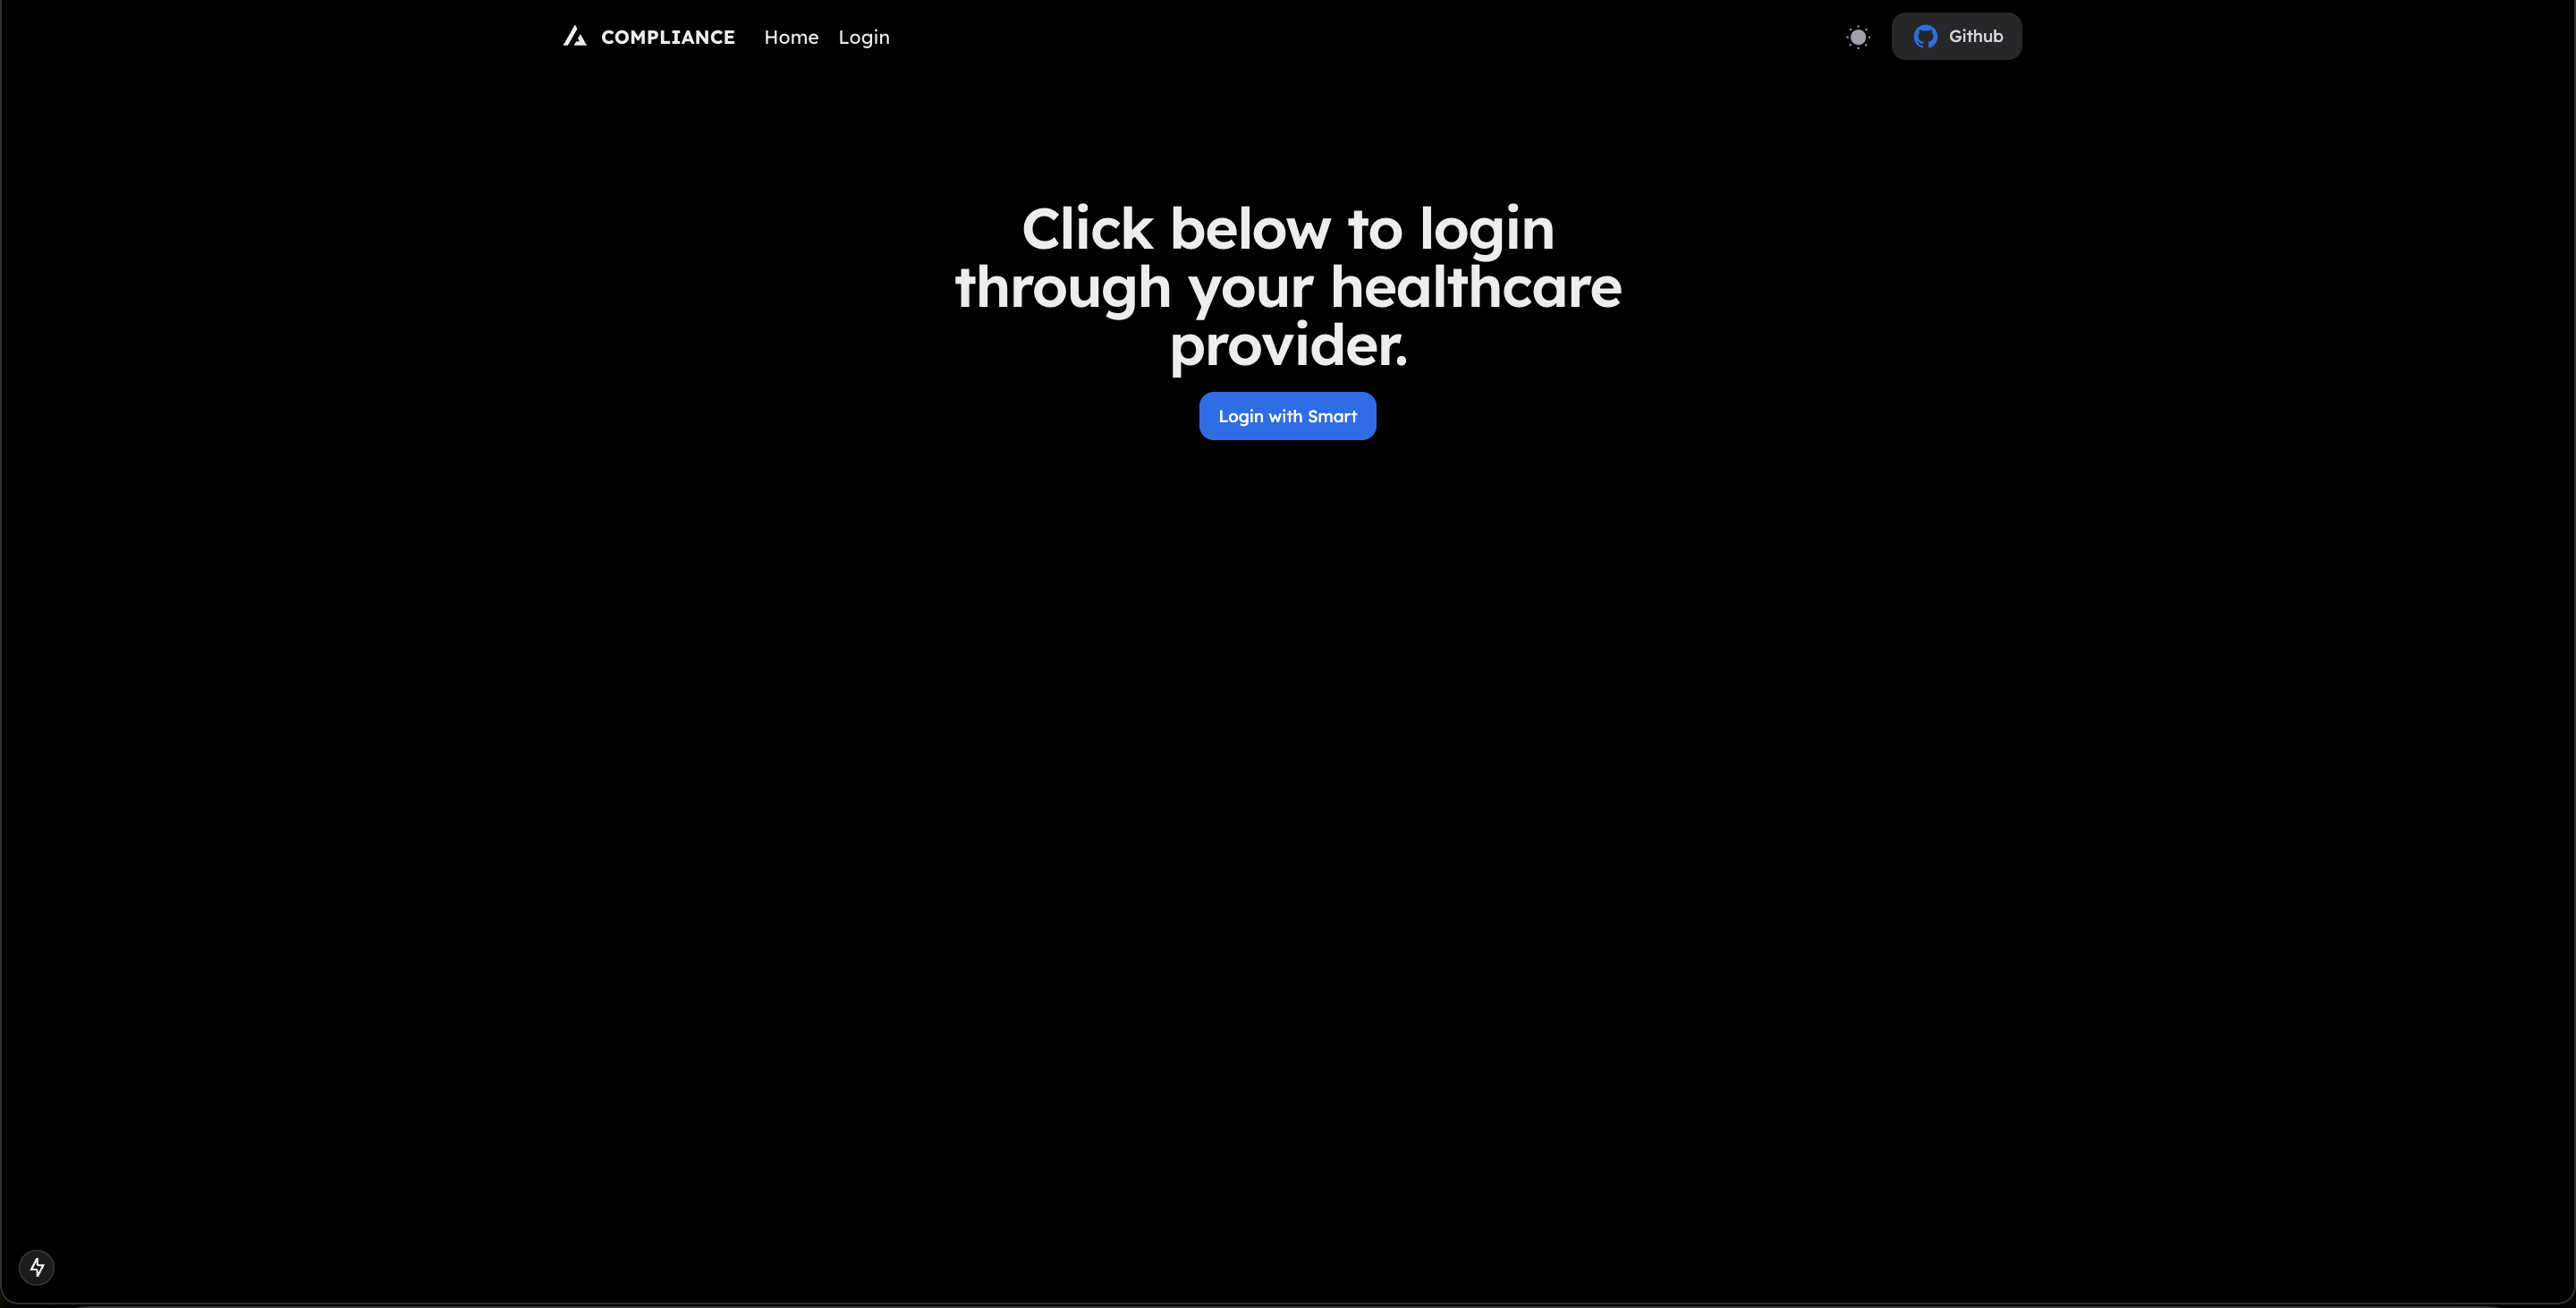 COMPLIANCE Home Login Github
Click below to login
through your healthcare
provider.
Login with Smart